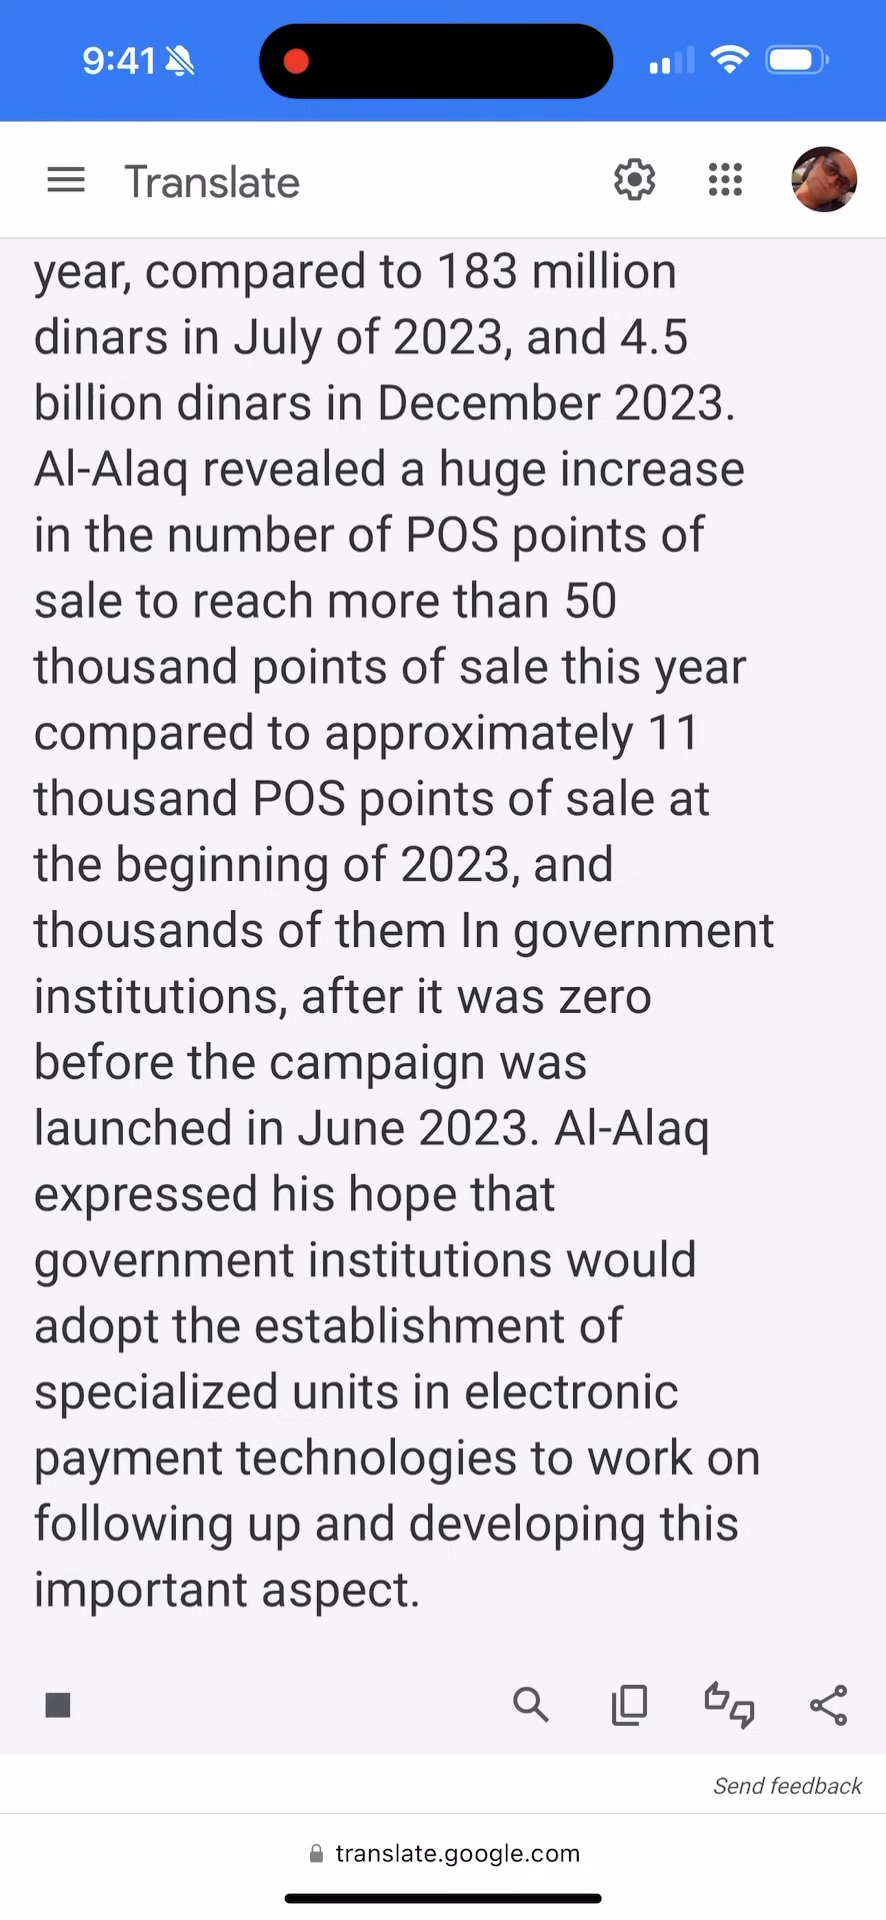 9:41
Translate
year, compared to 183 million
dinars in July of 2023, and 4.5
billion dinars in December 2023.
Al-Alaq revealed a huge increase
in the number of POS points of
sale to reach more than 50
thousand points of sale this year
compared to approximately 11
thousand POS points of sale at
the beginning of 2023, and
thousands of them In government
institutions, after it was zero
before the campaign was
launched in June 2023. Al-Alaq
expressed his hope that
government institutions would
adopt the establishment of
specialized units in electronic
payment technologies to work on
following up and developing this
important aspect.
Send feedback
translate.google.com